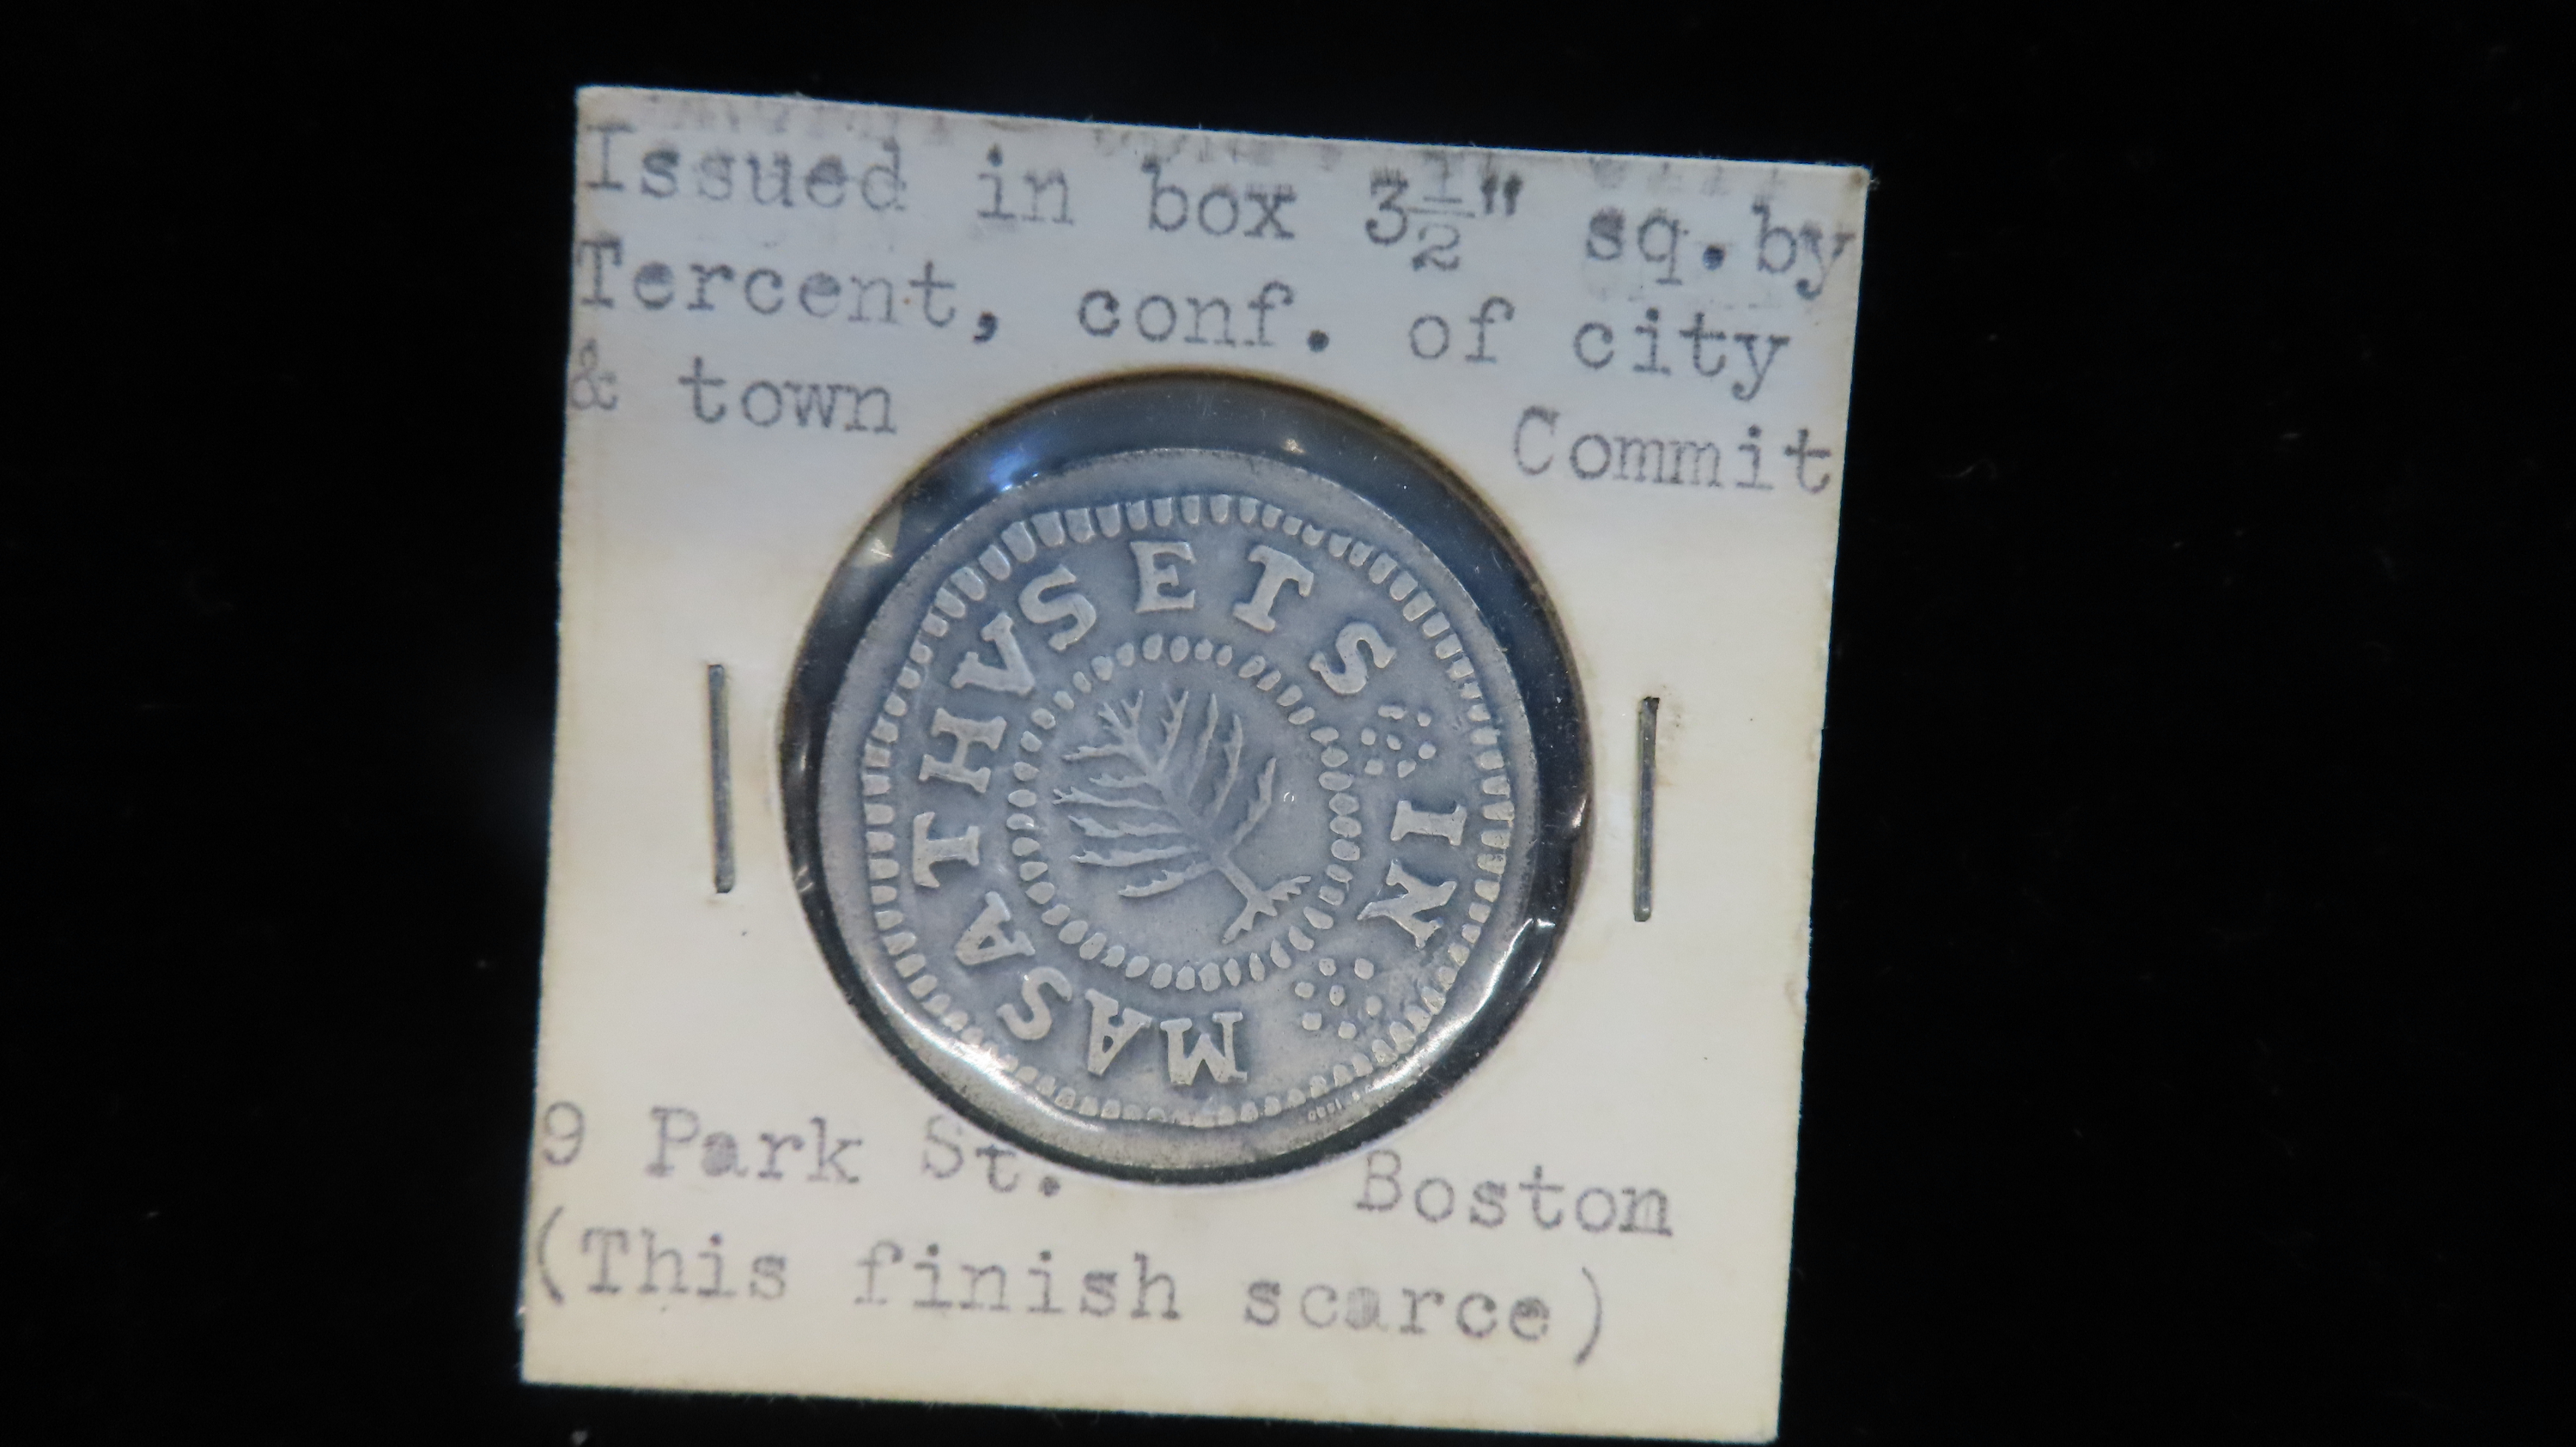 Issued in box 3½" sq. by
Tercent, conf. of city
& town Commit
MASATHVSETS IN
9 Park St. Boston
(This finish scarce)